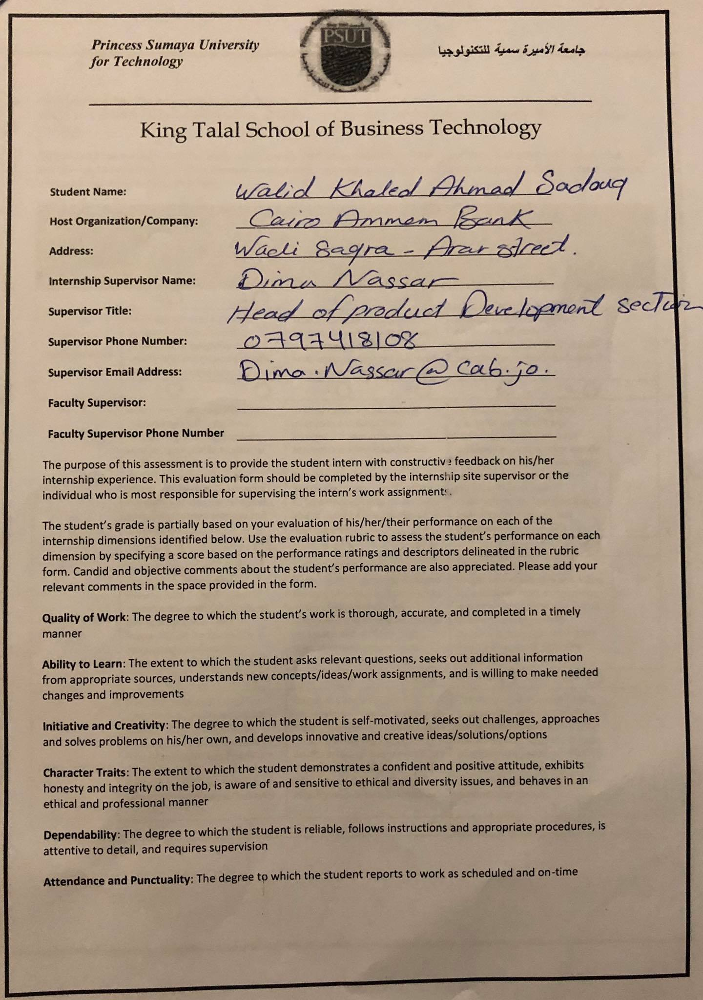 Princess Sumaya University
for Technology
PSUT
جامعة الأميرة سمية للتكنولوجيا
King Talal School of Business Technology
Student Name: Walid Khaled Ahmad Sadouq
Host Organization/Company: Cairo Ammam Bank
Address: Wadi Saqra - Arar street.
Internship Supervisor Name: Dima Nassar
Supervisor Title: Head of product Development section
Supervisor Phone Number: 0797418108
Supervisor Email Address: Dima.Nassar@cab.jo.
Faculty Supervisor:
Faculty Supervisor Phone Number
The purpose of this assessment is to provide the student intern with constructive feedback on his/her
internship experience. This evaluation form should be completed by the internship site supervisor or the
individual who is most responsible for supervising the intern's work assignments.
The student's grade is partially based on your evaluation of his/her/their performance on each of the
internship dimensions identified below. Use the evaluation rubric to assess the student's performance on each
dimension by specifying a score based on the performance ratings and descriptors delineated in the rubric
form. Candid and objective comments about the student's performance are also appreciated. Please add your
relevant comments in the space provided in the form.
Quality of Work: The degree to which the student's work is thorough, accurate, and completed in a timely
manner
Ability to Learn: The extent to which the student asks relevant questions, seeks out additional information
from appropriate sources, understands new concepts/ideas/work assignments, and is willing to make needed
changes and improvements
Initiative and Creativity: The degree to which the student is self-motivated, seeks out challenges, approaches
and solves problems on his/her own, and develops innovative and creative ideas/solutions/options
Character Traits: The extent to which the student demonstrates a confident and positive attitude, exhibits
honesty and integrity on the job, is aware of and sensitive to ethical and diversity issues, and behaves in an
ethical and professional manner
Dependability: The degree to which the student is reliable, follows instructions and appropriate procedures, is
attentive to detail, and requires supervision
Attendance and Punctuality: The degree to which the student reports to work as scheduled and on-time